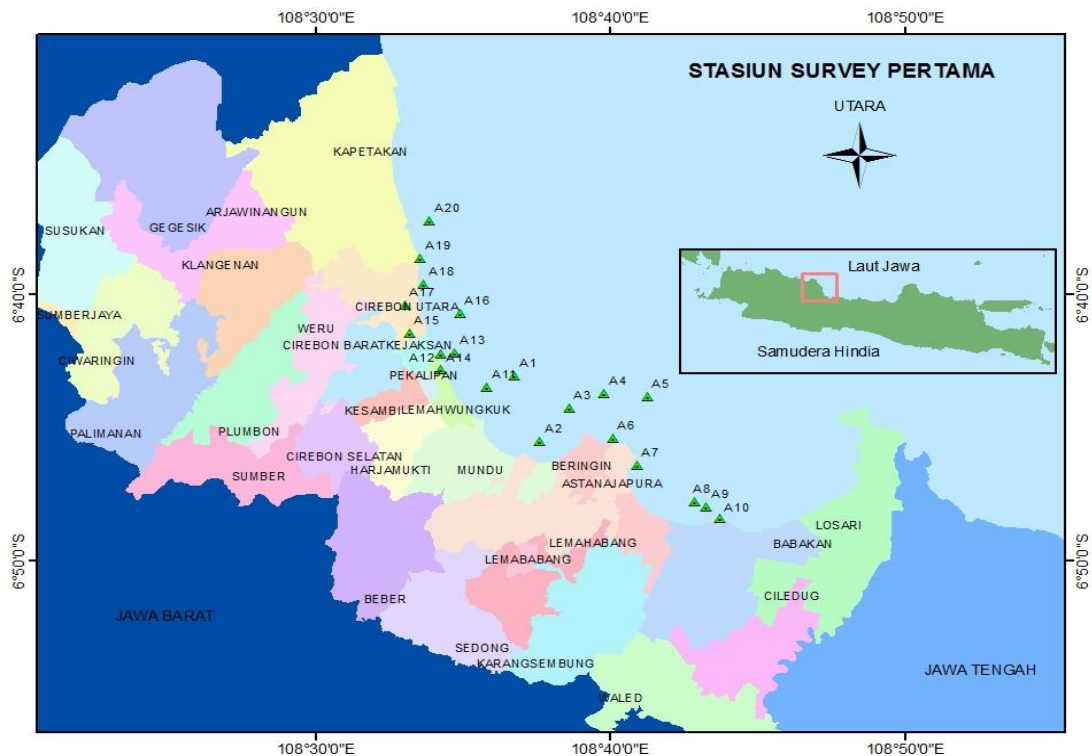 108°30'0"E 108°40'0"S 108°50'0"S
STASIUN SURVEY PERTAMA
UTARA
KAPETAKAN
ARJAWINANGUN
A20
GEGESIK
SUSUKAN
A19
KLANGENAN
Laut Jawa
A18
6°40'0"S 6°40'0"S
A17
CIREBON UTARA
A16
SUMBERJAYA
A15
WERU
CIREBON BARAT
KEJAKSAN
A13
Samudera Hindia
CIWARINGIN
A12
A14
A1
PEKALIPAN
A11
A4
A5
A3
KESAMBI
LEMAHWUNGKUK
PALIMANAN
PLUMBON
A2
A6
CIREBON SELATAN
A7
SUMBER
HARJAMUKTI
MUNDU
BERINGIN
ASTANAJAPURA
A8
A9
A10
LOSARI
LEMAHABANG
BABAKAN
LEMABABANG
6°50'0"S 6°50'0"S
BEBER
CILEDUG
JAWA BARAT
SEDONG
KARANGSEMBUNG
JAWA TENGAH
WALED
108°30'0"E 108°40'0"S 108°50'0"S